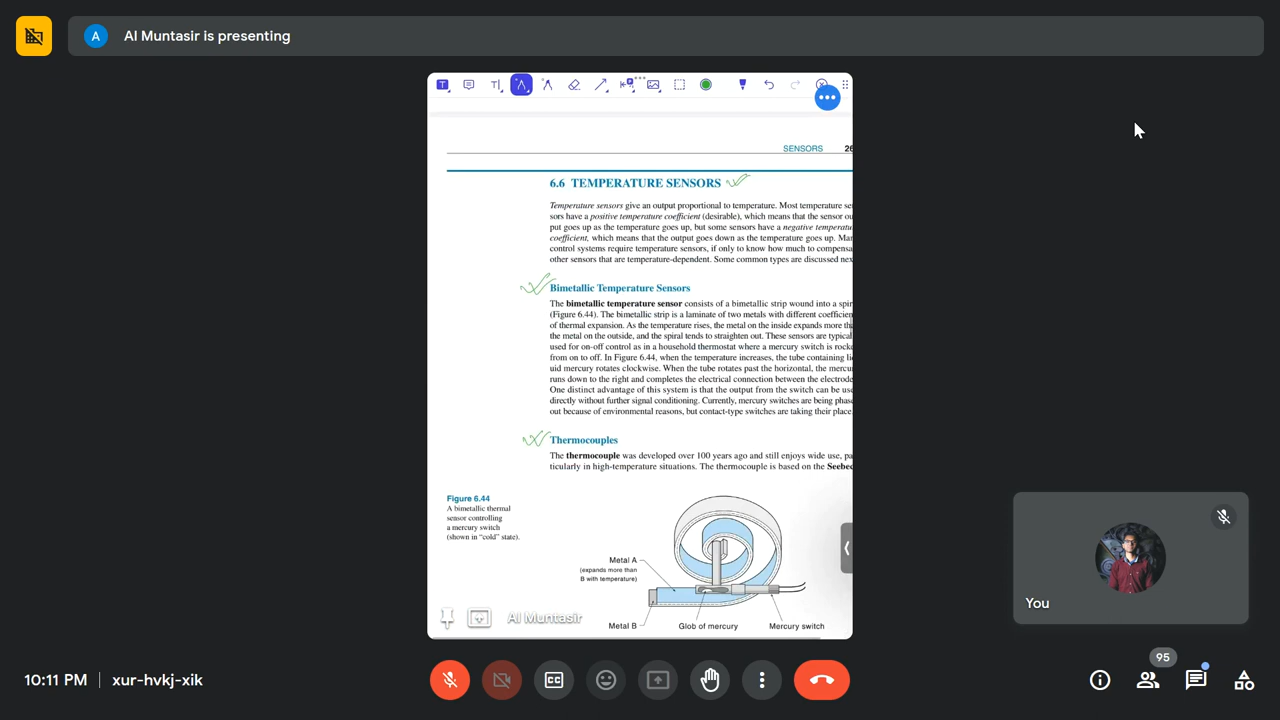 A Al Muntasir is presenting
SENSORS 26
6.6 TEMPERATURE SENSORS
Temperature sensors give an output proportional to temperature. Most temperature se
sors have a positive temperature coefficient (desirable), which means that the sensor ou
put goes up as the temperature goes up, but some sensors have a negative temperatu
coefficient, which means that the output goes down as the temperature goes up. Ma
control systems require temperature sensors, if only to know how much to compensa
other sensors that are temperature-dependent. Some common types are discussed nex
Bimetallic Temperature Sensors
The bimetallic temperature sensor consists of a bimetallic strip wound into a spir
(Figure 6.44). The bimetallic strip is a laminate of two metals with different coefficien
of thermal expansion. As the temperature rises, the metal on the inside expands more tha
the metal on the outside, and the spiral tends to straighten out. These sensors are typical
used for on-off control as in a household thermostat where a mercury switch is rocke
from on to off. In Figure 6.44, when the temperature increases, the tube containing li
uid mercury rotates clockwise. When the tube rotates past the horizontal, the mercu
runs down to the right and completes the electrical connection between the electrode
One distinct advantage of this system is that the output from the switch can be use
directly without further signal conditioning. Currently, mercury switches are being phase
out because of environmental reasons, but contact-type switches are taking their place
Thermocouples
The thermocouple was developed over 100 years ago and still enjoys wide use, pa
ticularly in high-temperature situations. The thermocouple is based on the Seebec
Figure 6.44
A bimetallic thermal
sensor controlling
a mercury switch
(shown in "cold" state).
Metal A
(expands more than
B with temperature)
Metal B
Glob of mercury
Mercury switch
Al Muntasir
You
10:11 PM | xur-hvkj-xik
95